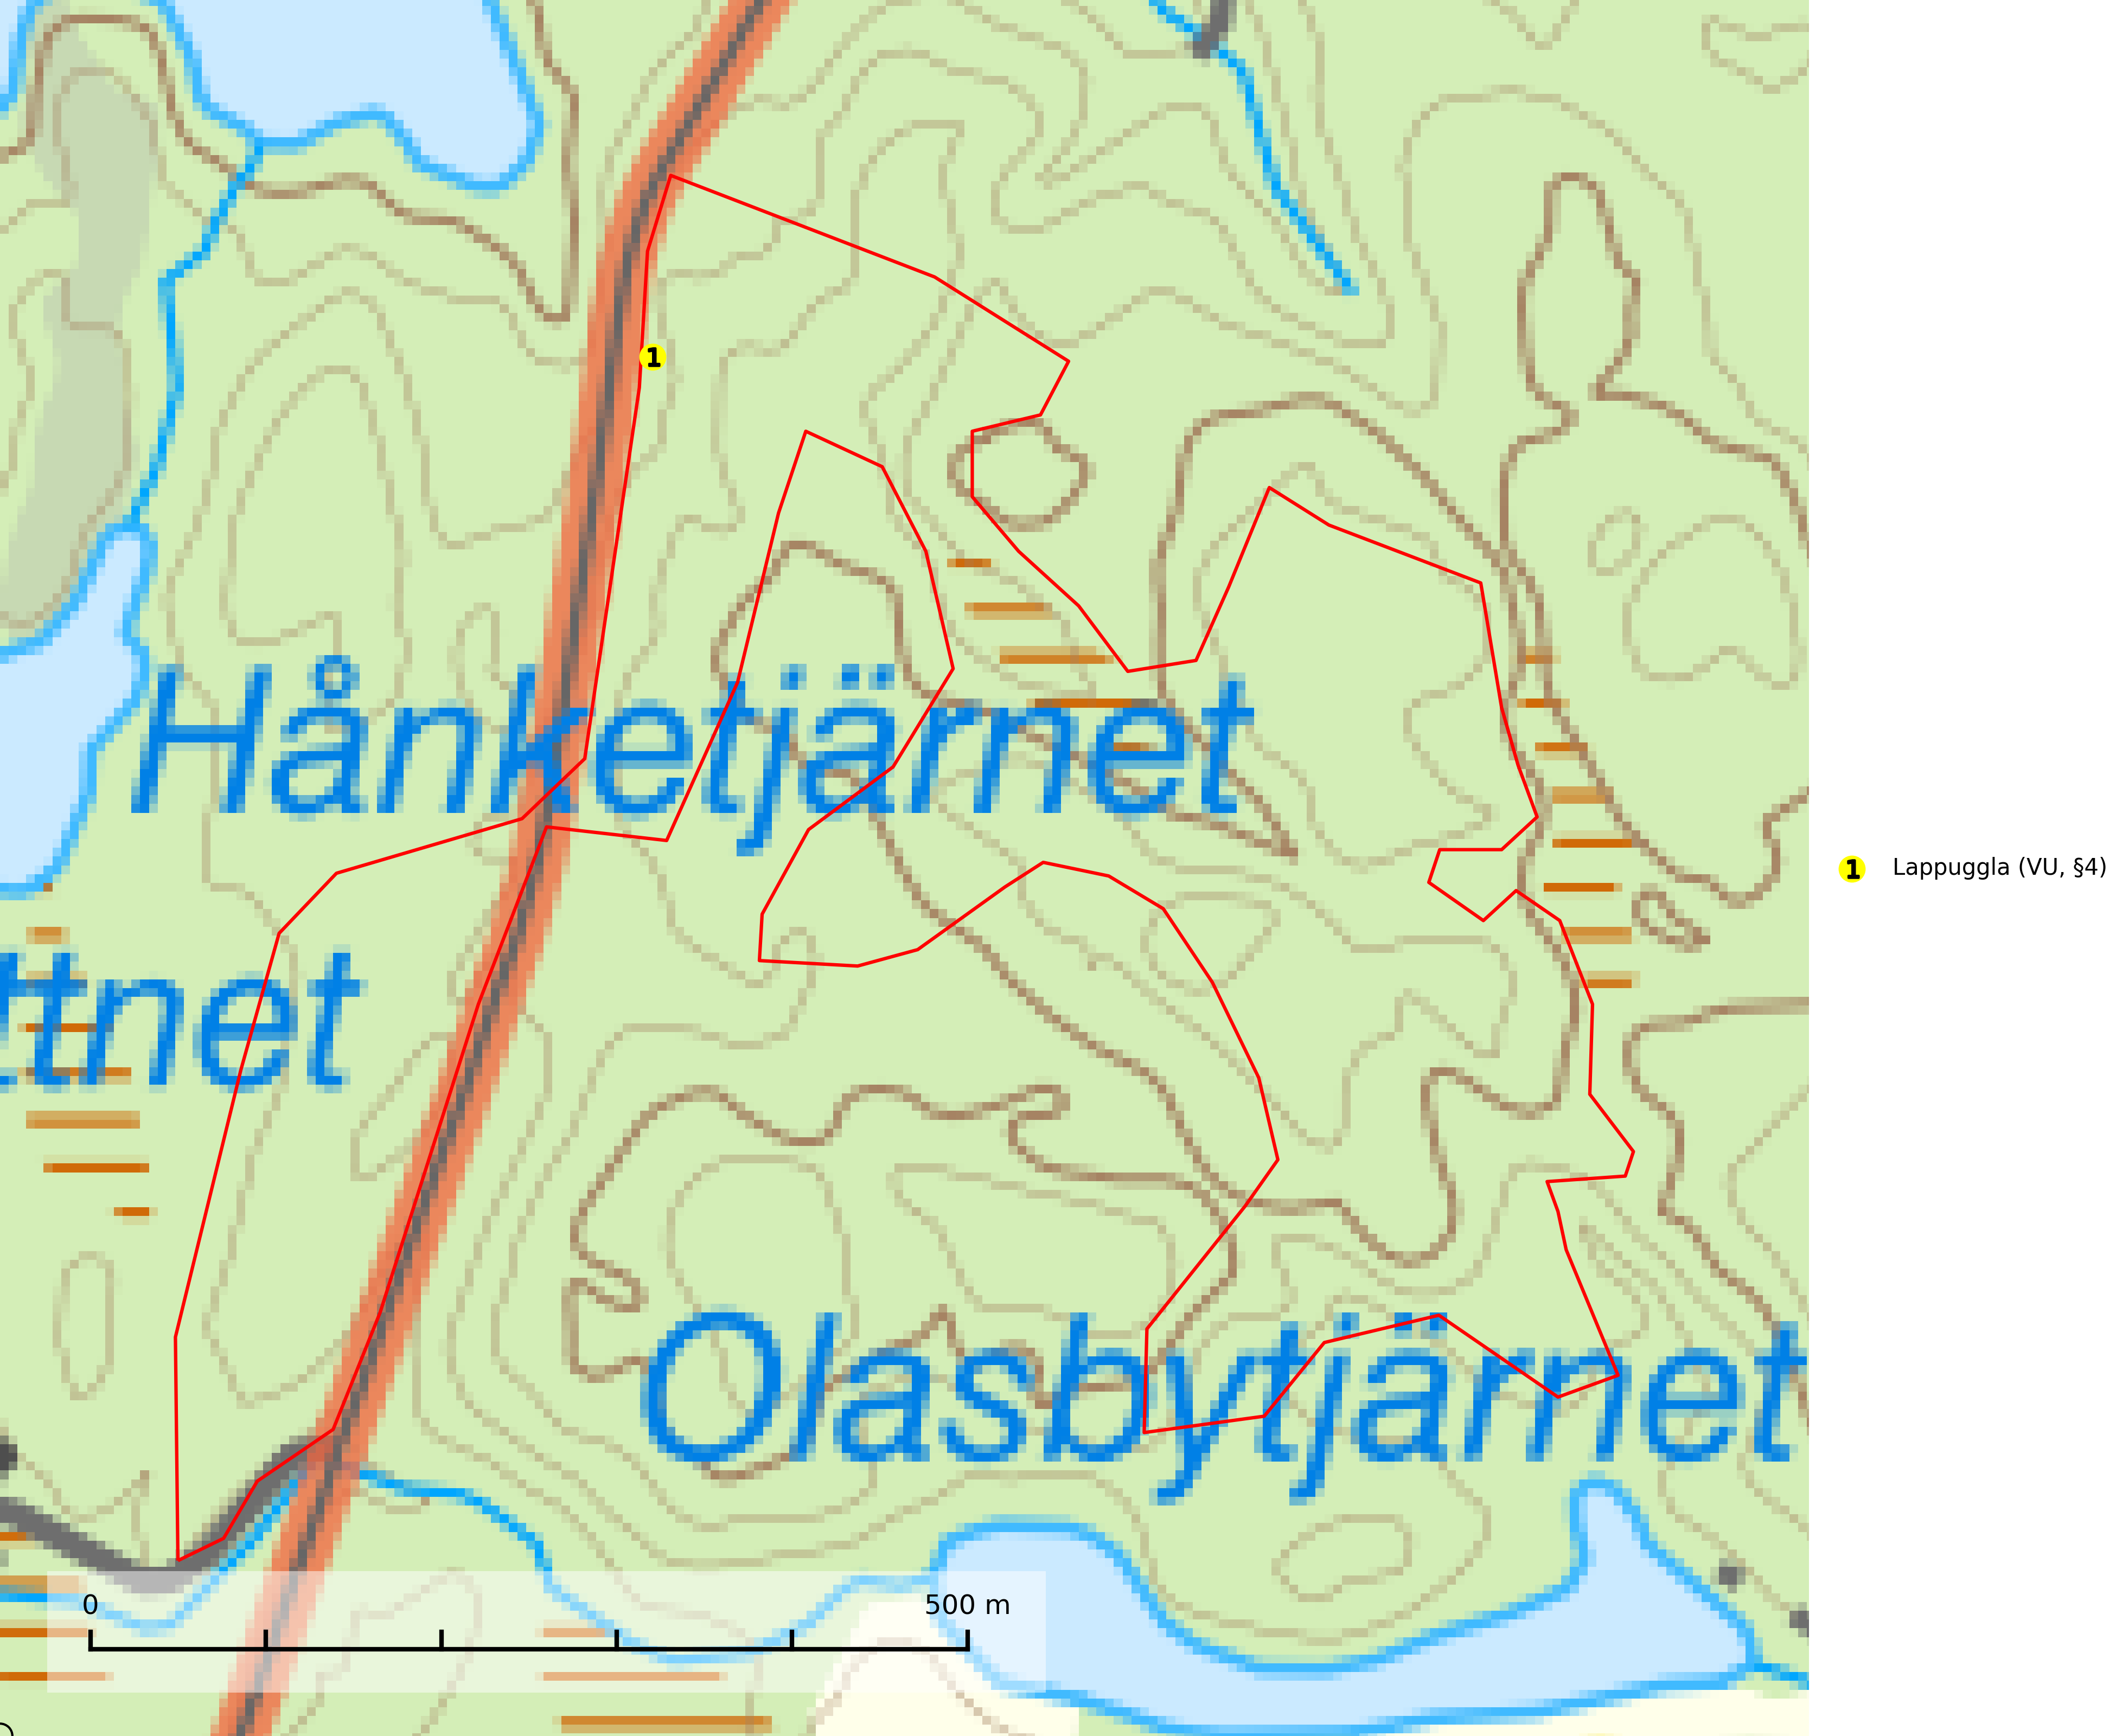 1
Hånketjärnet
1 Lappuggla (VU, §4)
tnet
Olasbytjärnet
0 500 m